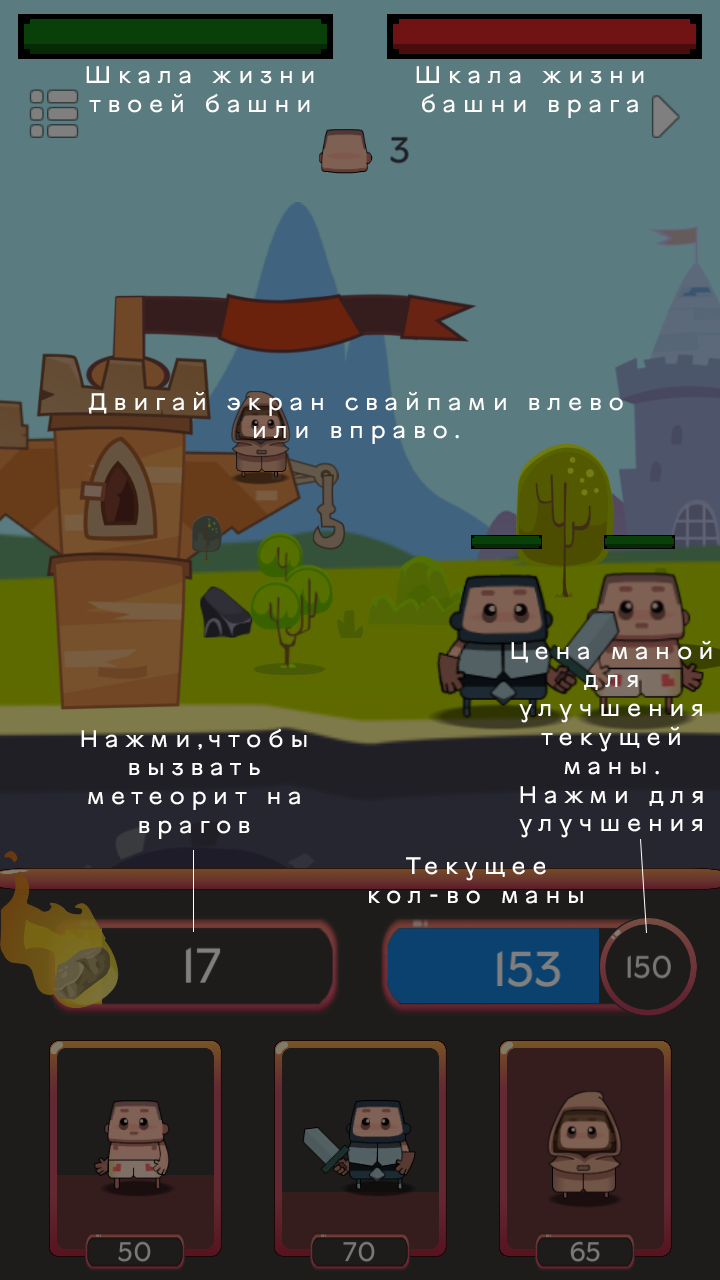 Шкала жизни
твоей башни
Шкала жизни
башни врага
3
Двигай экран свайпами влево
или вправо.
Цена маной
для
улучшения
текущей
маны.
Нажми для
улучшения
Нажми,чтобы
вызвать
метеорит на
врагов
Текущее
кол-во маны
17
153
150
50
70
65